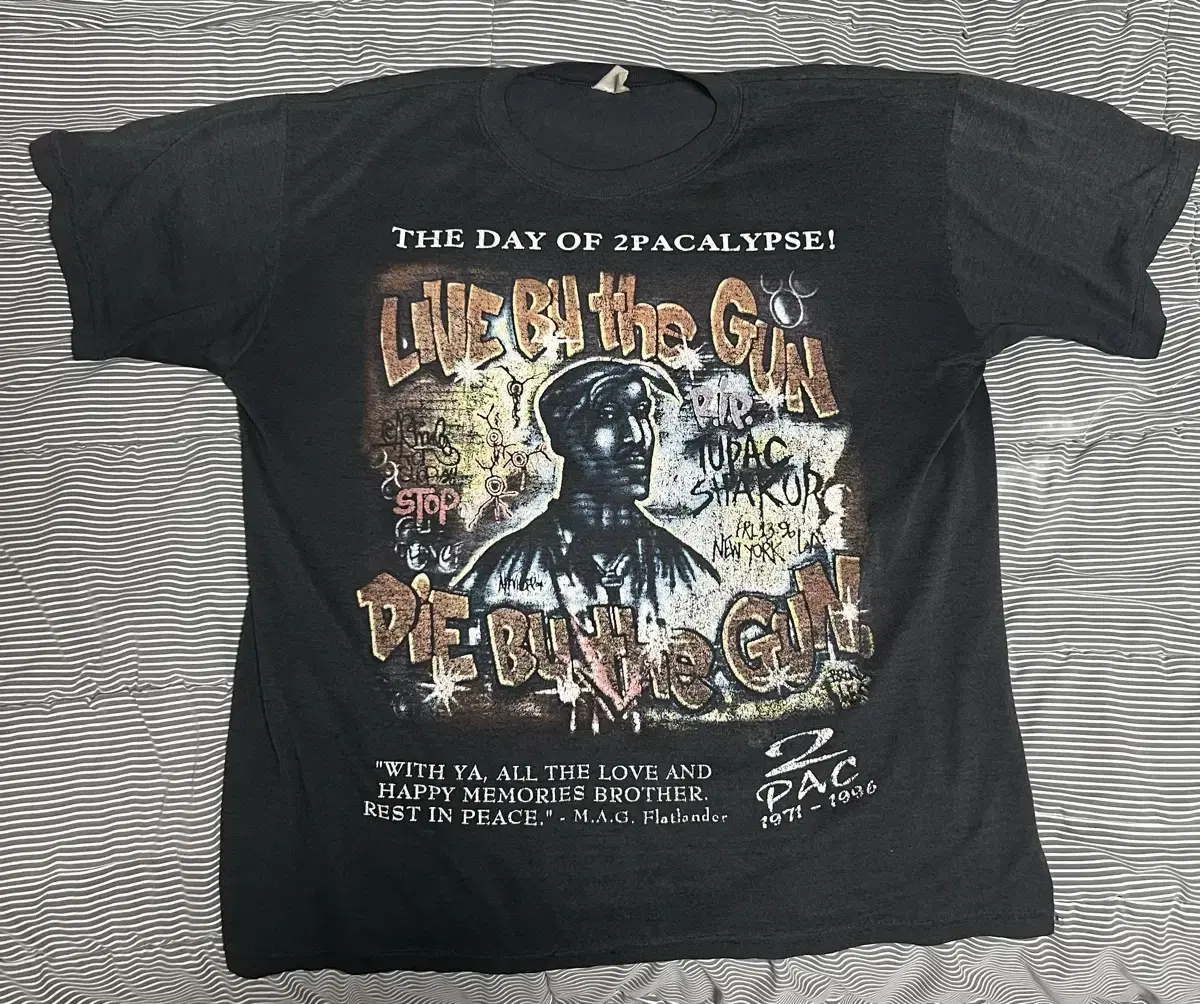 THE DAY OF 2PACALYPSE!
LIVE BY the GUN
R.I.P.
TUPAC
SHAKUR
STOP
NEW YORK · LA
DiE BY the GUN.
"WITH YA, ALL THE LOVE AND
HAPPY MEMORIES BROTHER.
REST IN PEACE." - M.A.G. Flatlander
2
PAC
1971 - 1996